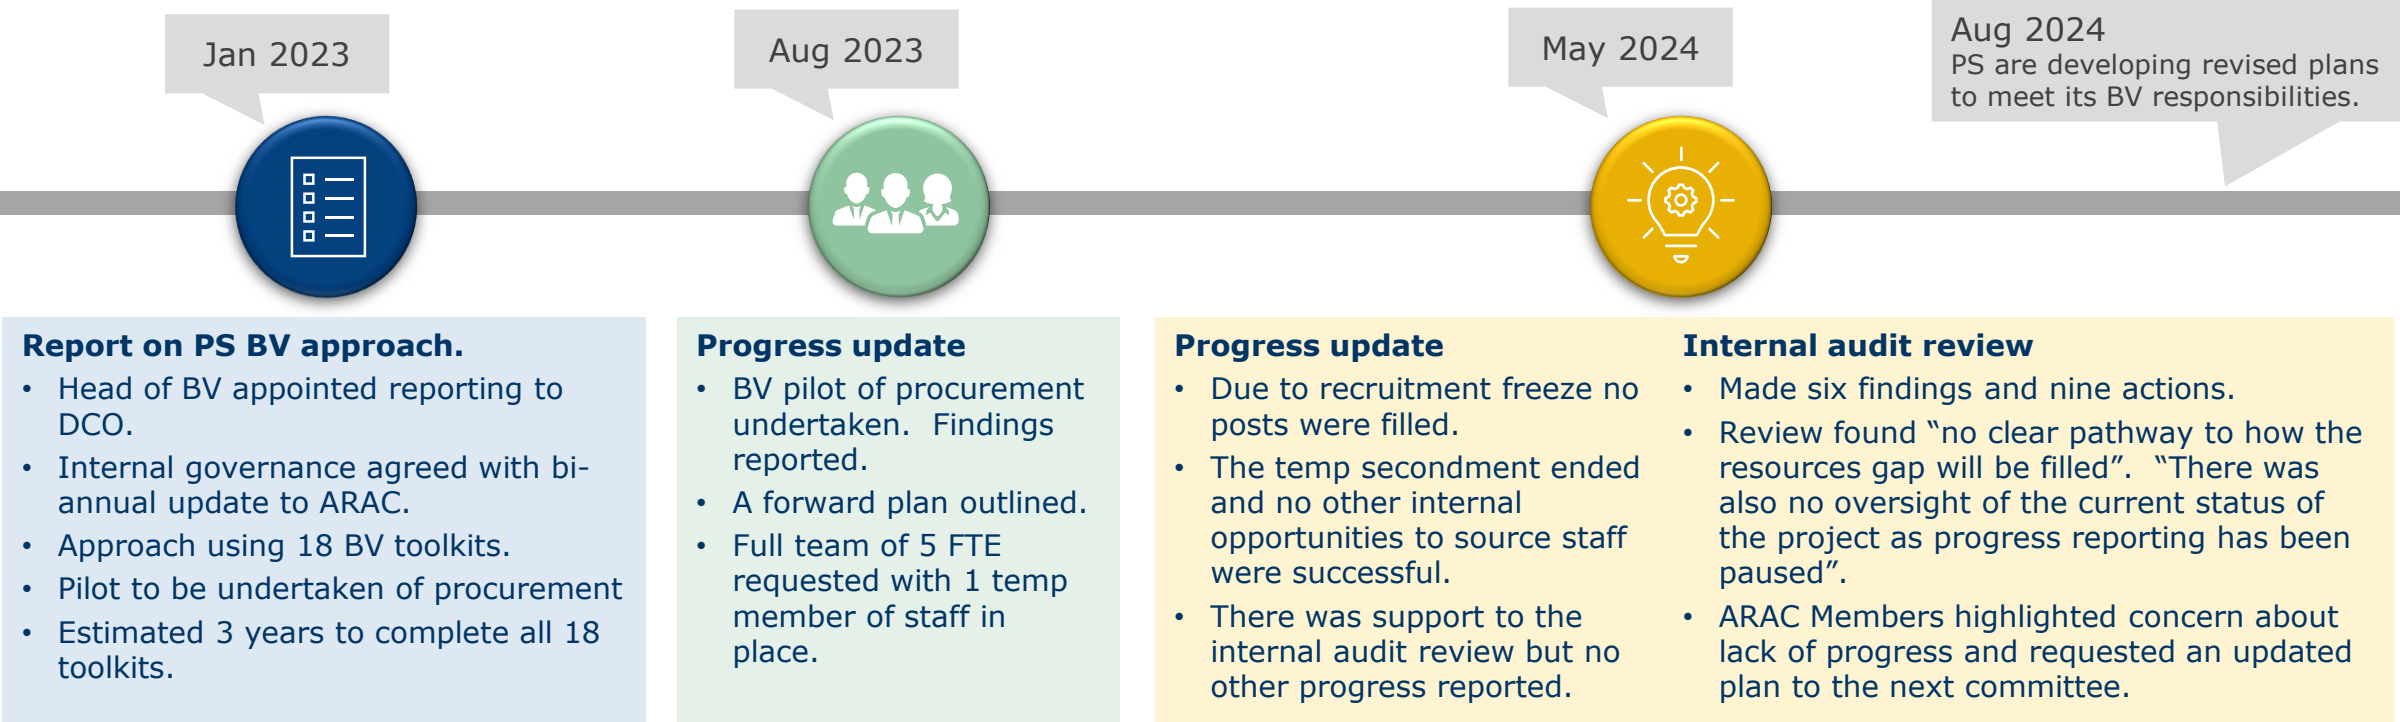 Jan 2023
Aug 2023
May 2024
Aug 2024
PS are developing revised plans
to meet its BV responsibilities.
Report on PS BV approach.
• Head of BV appointed reporting to
DCO.
• Internal governance agreed with bi-
annual update to ARAC.
• Approach using 18 BV toolkits.
• Pilot to be undertaken of procurement
• Estimated 3 years to complete all 18
toolkits.
Progress update
• BV pilot of procurement
undertaken.  Findings
reported.
• A forward plan outlined.
• Full team of 5 FTE
requested with 1 temp
member of staff in
place.
Progress update
• Due to recruitment freeze no
posts were filled.
• The temp secondment ended
and no other internal
opportunities to source staff
were successful.
• There was support to the
internal audit review but no
other progress reported.
Internal audit review
• Made six findings and nine actions.
• Review found “no clear pathway to how the
resources gap will be filled”.  “There was
also no oversight of the current status of
the project as progress reporting has been
paused”.
• ARAC Members highlighted concern about
lack of progress and requested an updated
plan to the next committee.